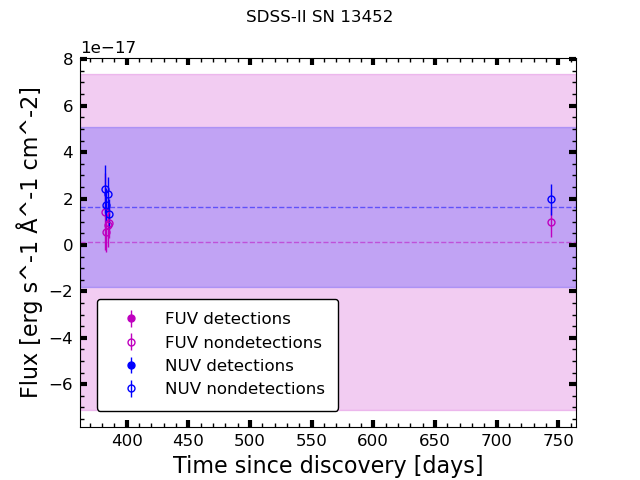 SDSS-II SN 13452
1e−17
8
6
4
2
0
−2
−4
−6
Flux [erg s^-1 Å^-1 cm^-2]
FUV detections
FUV nondetections
NUV detections
NUV nondetections
400 450 500 550 600 650 700 750
Time since discovery [days]